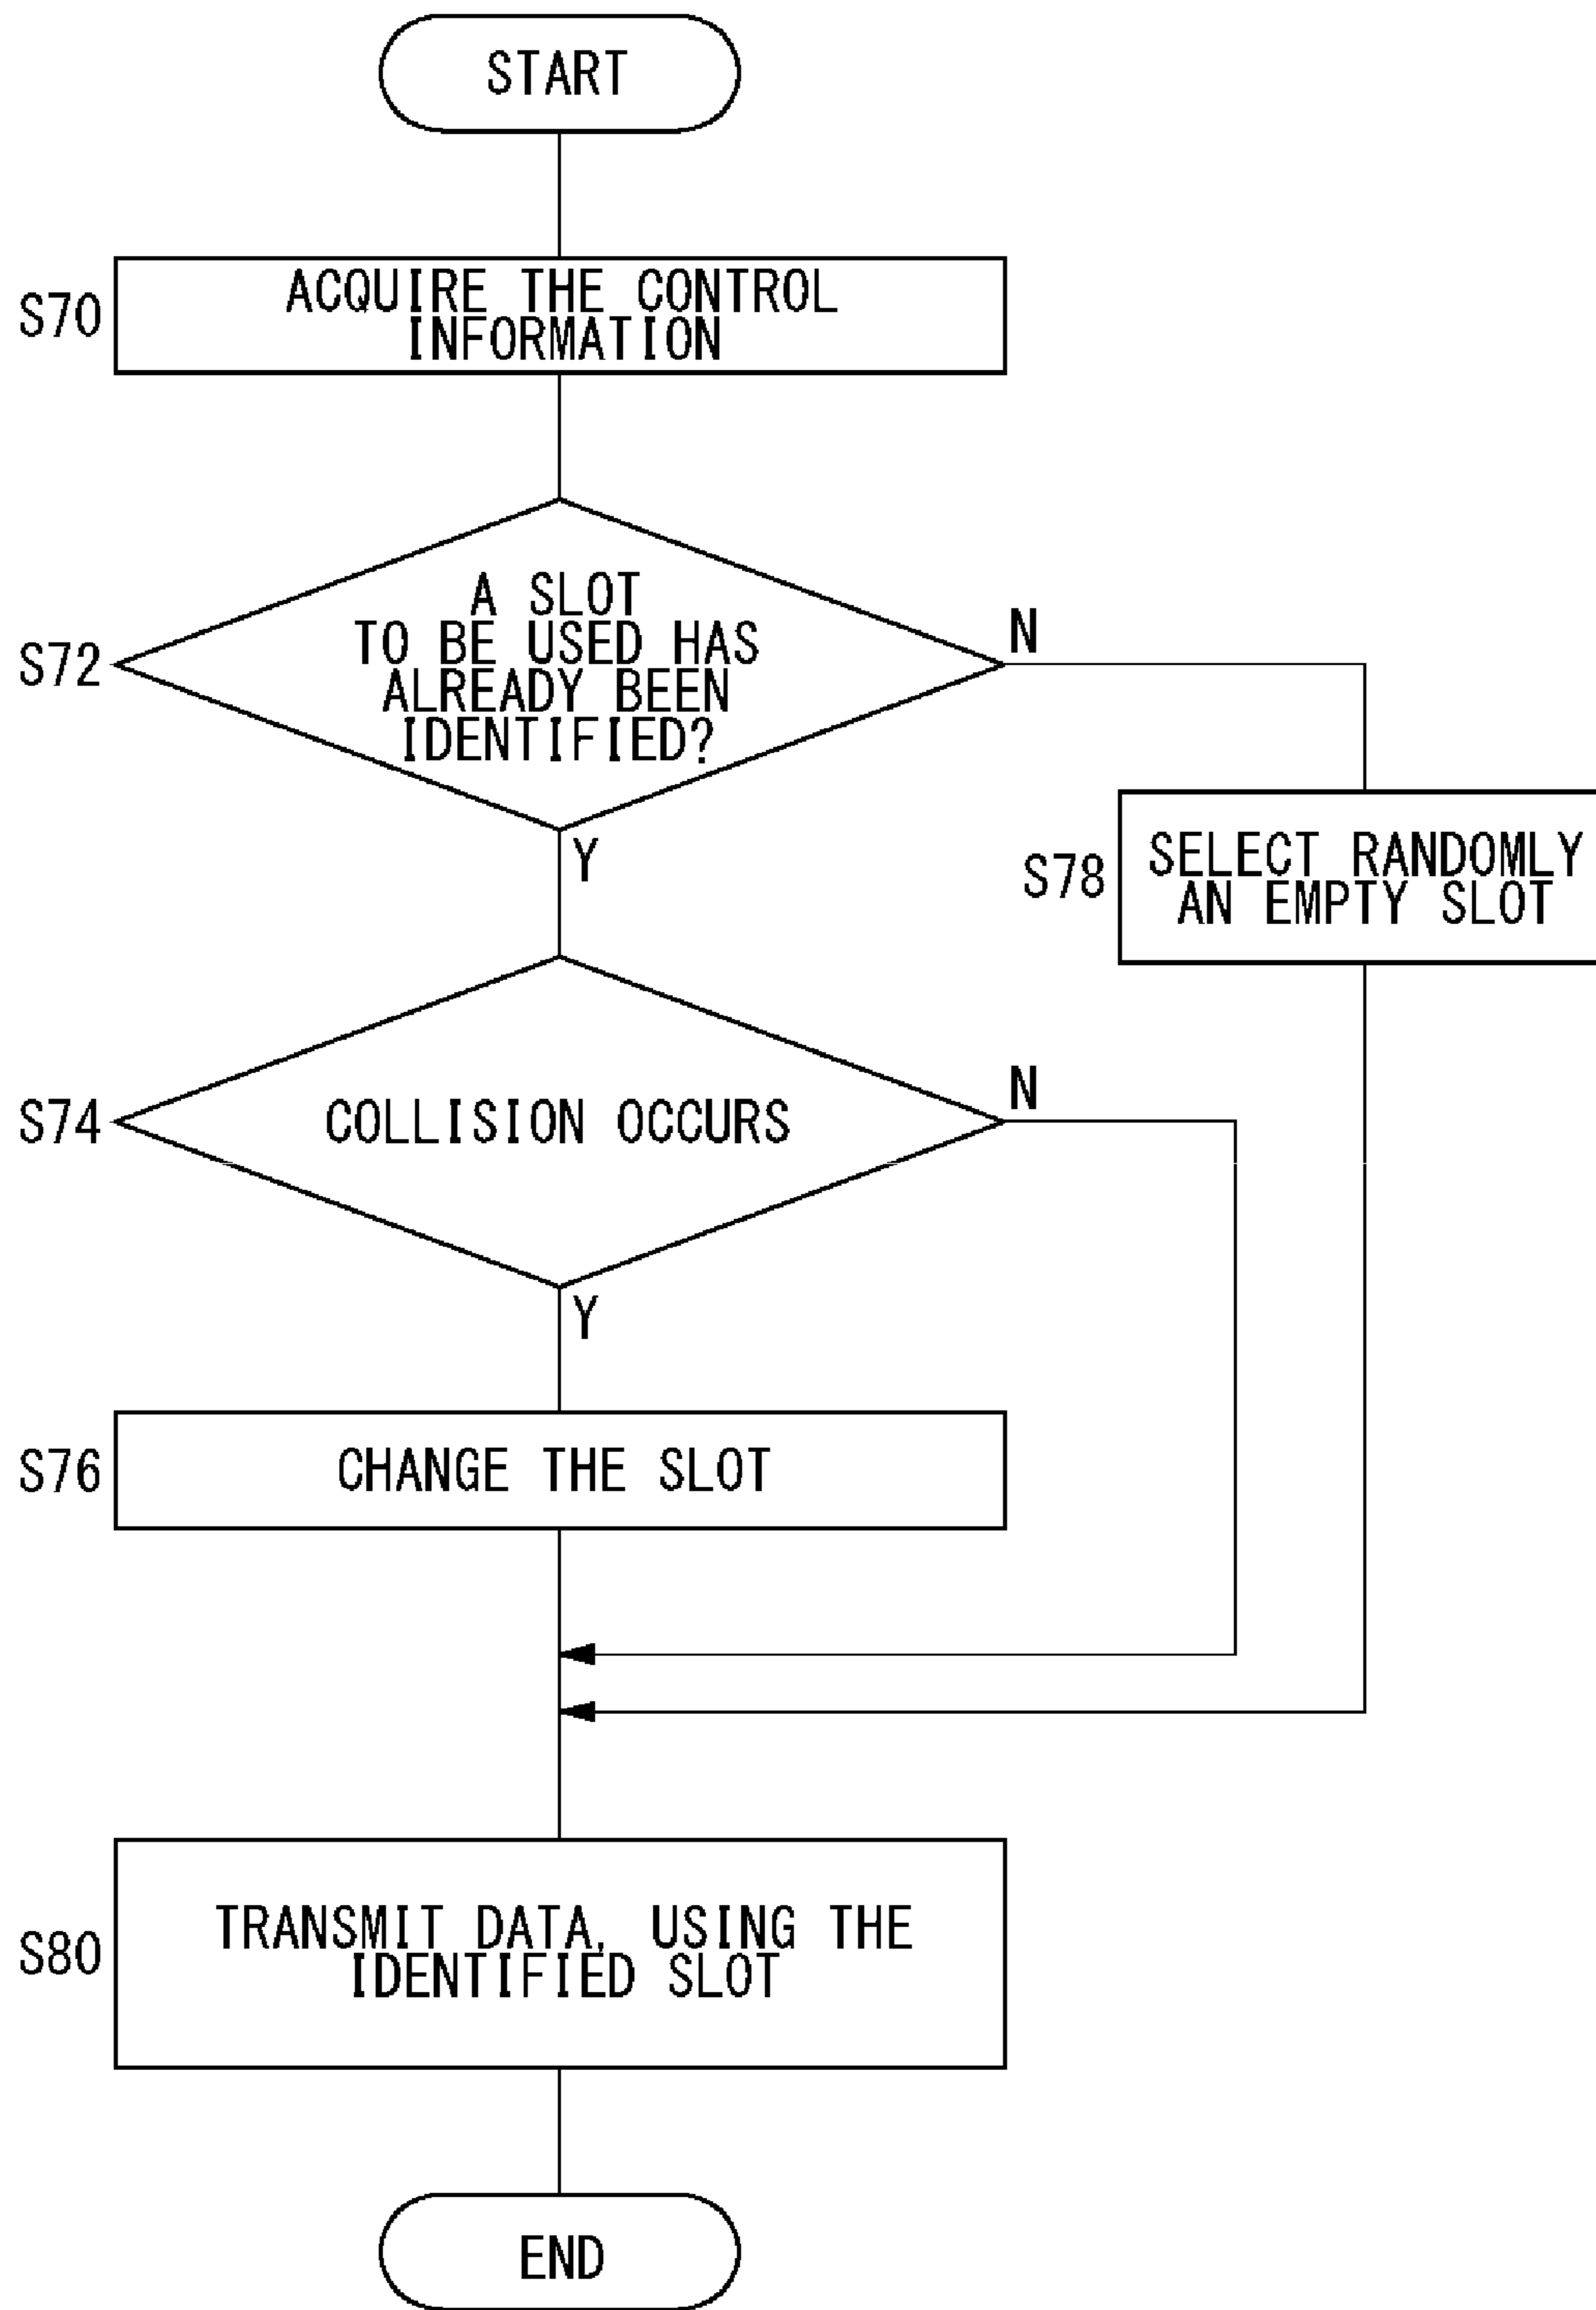 START
S70
ACQUIRE THE CONTROL
INFORMATION
S72
A SLOT
TO BE USED HAS
ALREADY BEEN
IDENTIFIED?
N
Y
S78
SELECT RANDOMLY
AN EMPTY SLOT
S74
COLLISION OCCURS
N
Y
S76
CHANGE THE SLOT
S80
TRANSMIT DATA, USING THE
IDENTIFIED SLOT
END